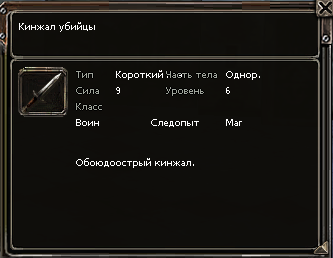 Кинжал убийцы
Тип Короткий Часть тела Однор.
Сила 9 Уровень 6
Класс
Воин Следопыт Маг
Обоюдоострый кинжал.